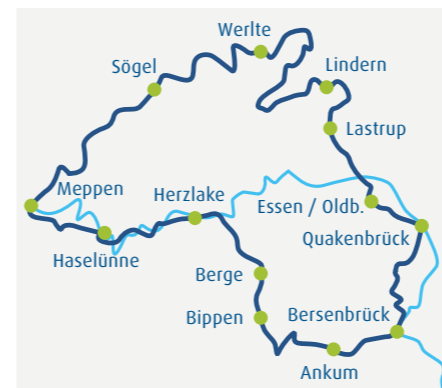 Werlte
Sögel
Lindern
Lastrup
Meppen
Herzlake
Essen / Oldb.
Quakenbrück
Haselünne
Berge
Bippen
Bersenbrück
Ankum